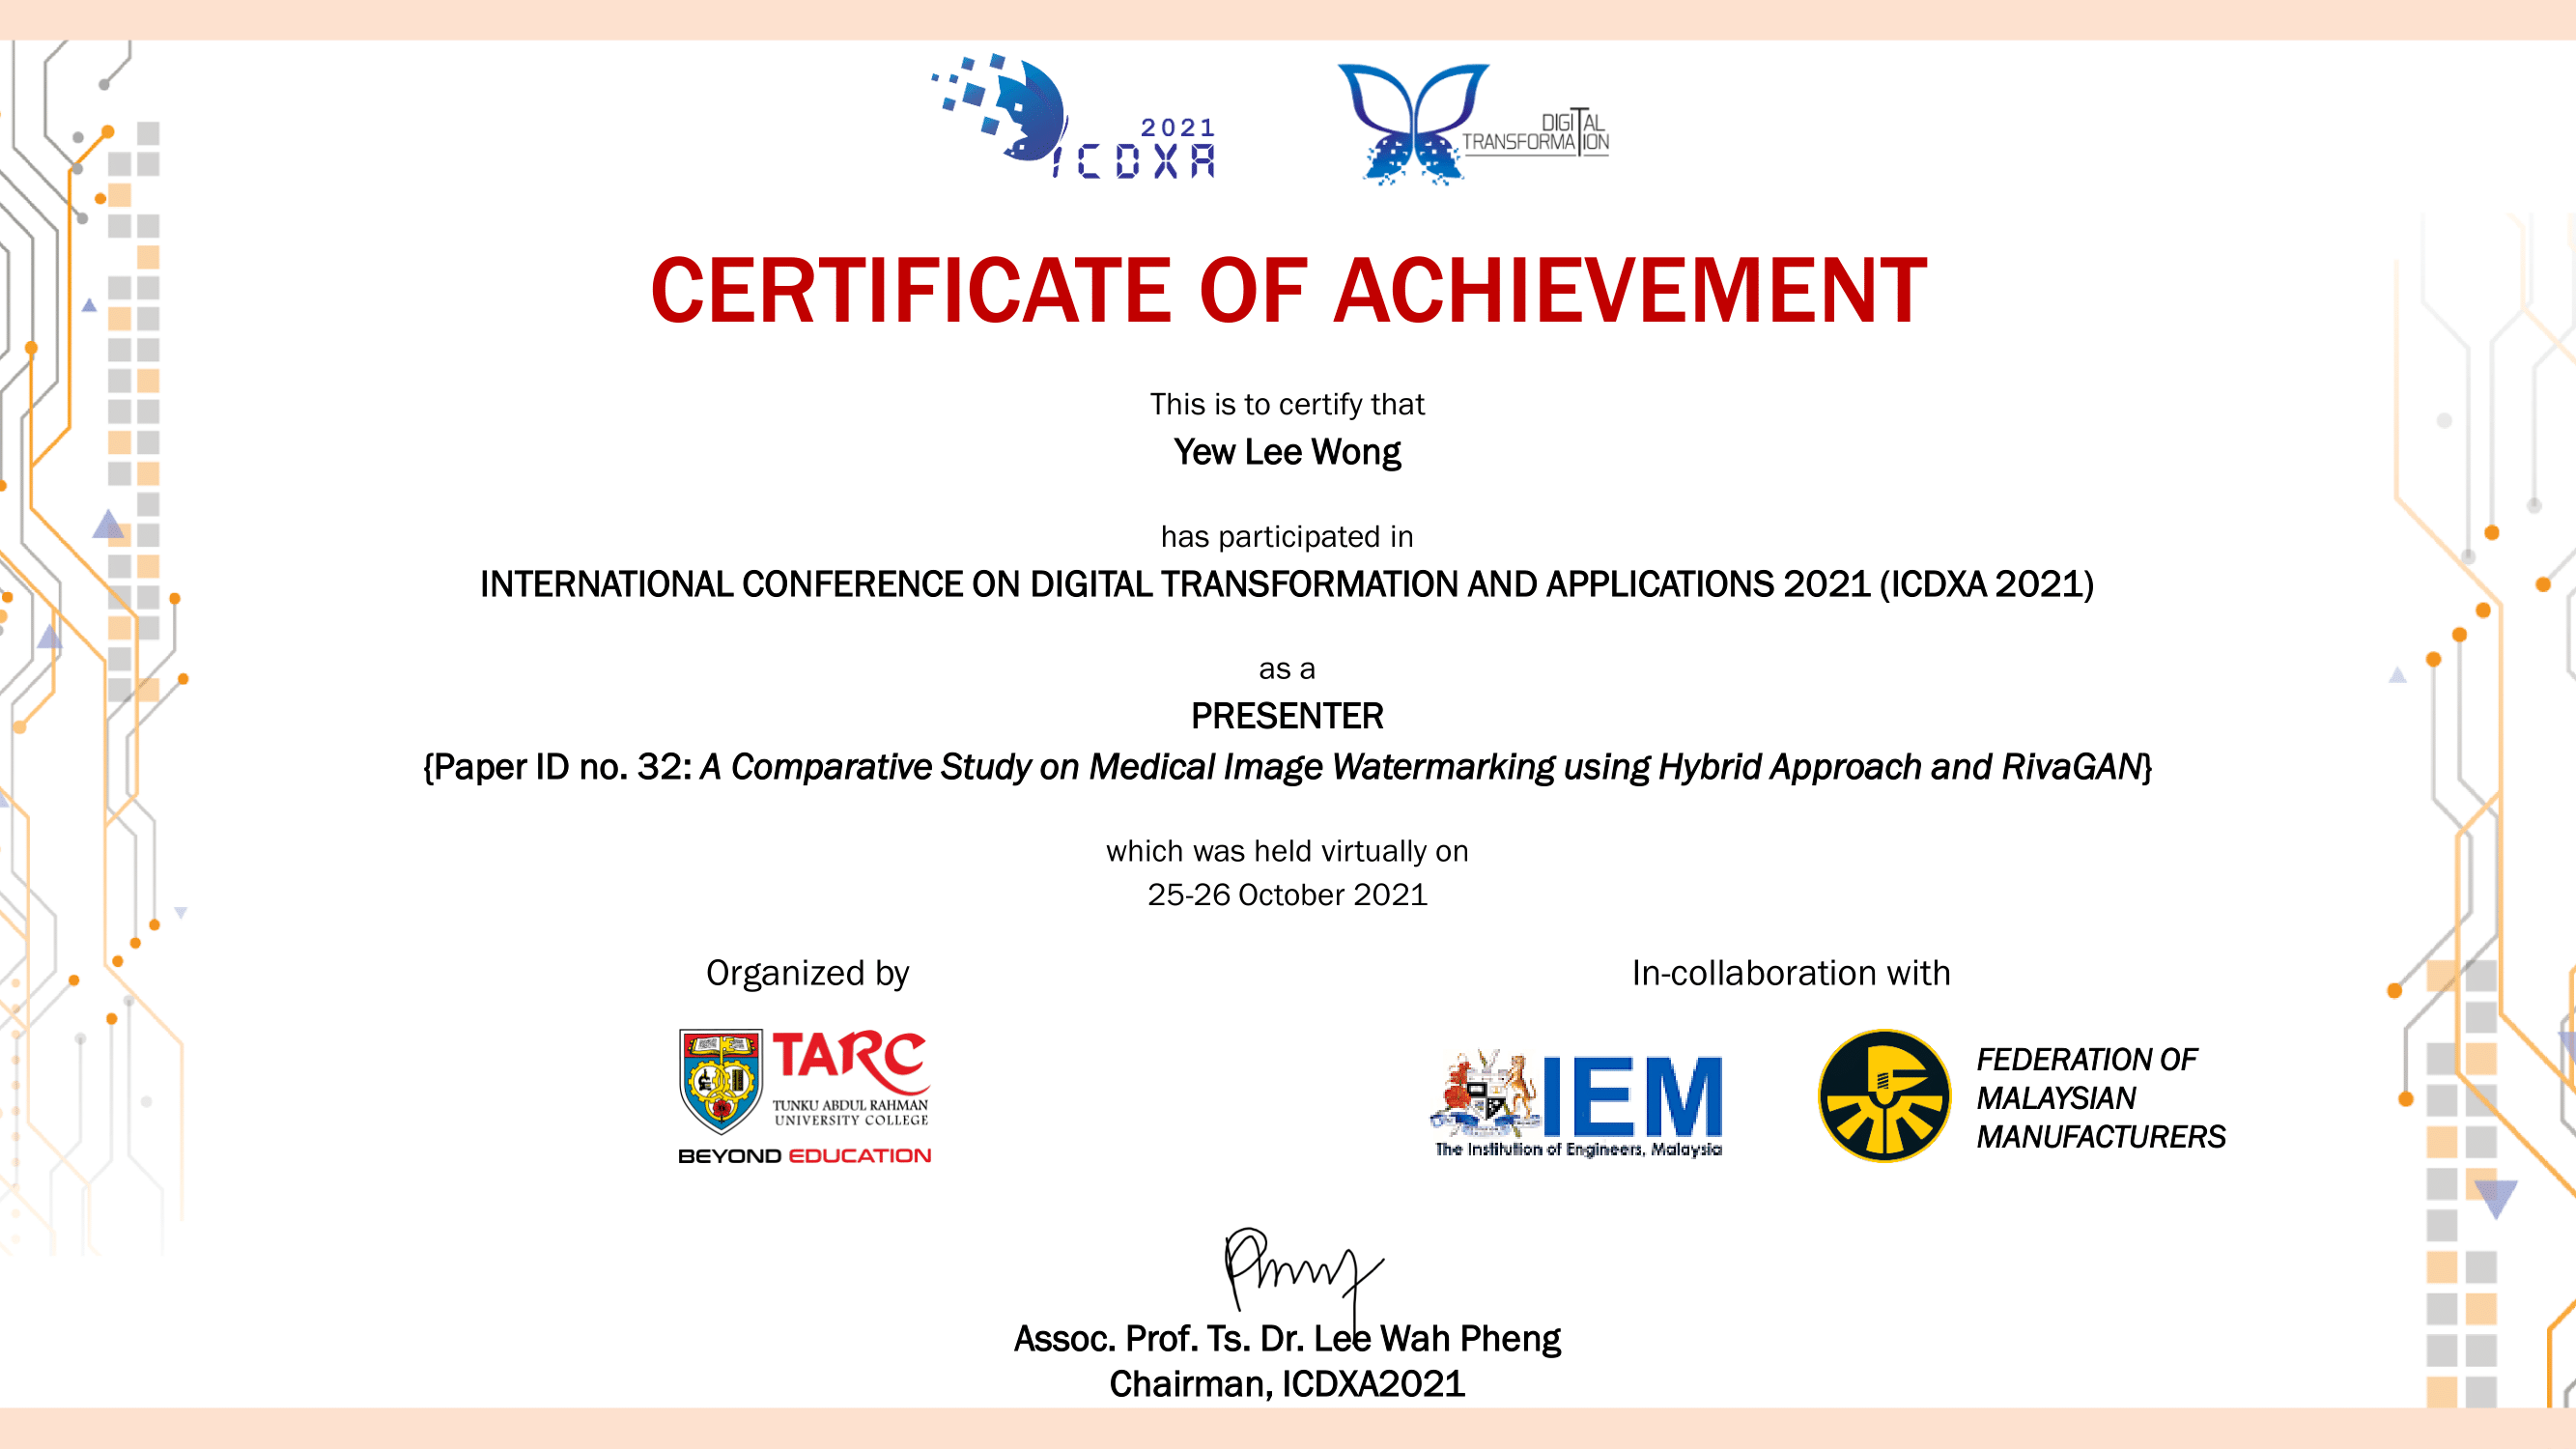 2021
ICDXA
DIGITAL
TRANSFORMATION
CERTIFICATE OF ACHIEVEMENT
This is to certify that
Yew Lee Wong
has participated in
INTERNATIONAL CONFERENCE ON DIGITAL TRANSFORMATION AND APPLICATIONS 2021 (ICDXA 2021)
as a
PRESENTER
{Paper ID no. 32: A Comparative Study on Medical Image Watermarking using Hybrid Approach and RivaGAN}
which was held virtually on
25-26 October 2021
Organized by
TARC
TUNKU ABDUL RAHMAN
UNIVERSITY COLLEGE
BEYOND EDUCATION
In-collaboration with
IEM
The Institution of Engineers, Malaysia
FEDERATION OF
MALAYSIAN
MANUFACTURERS
Assoc. Prof. Ts. Dr. Lee Wah Pheng
Chairman, ICDXA2021